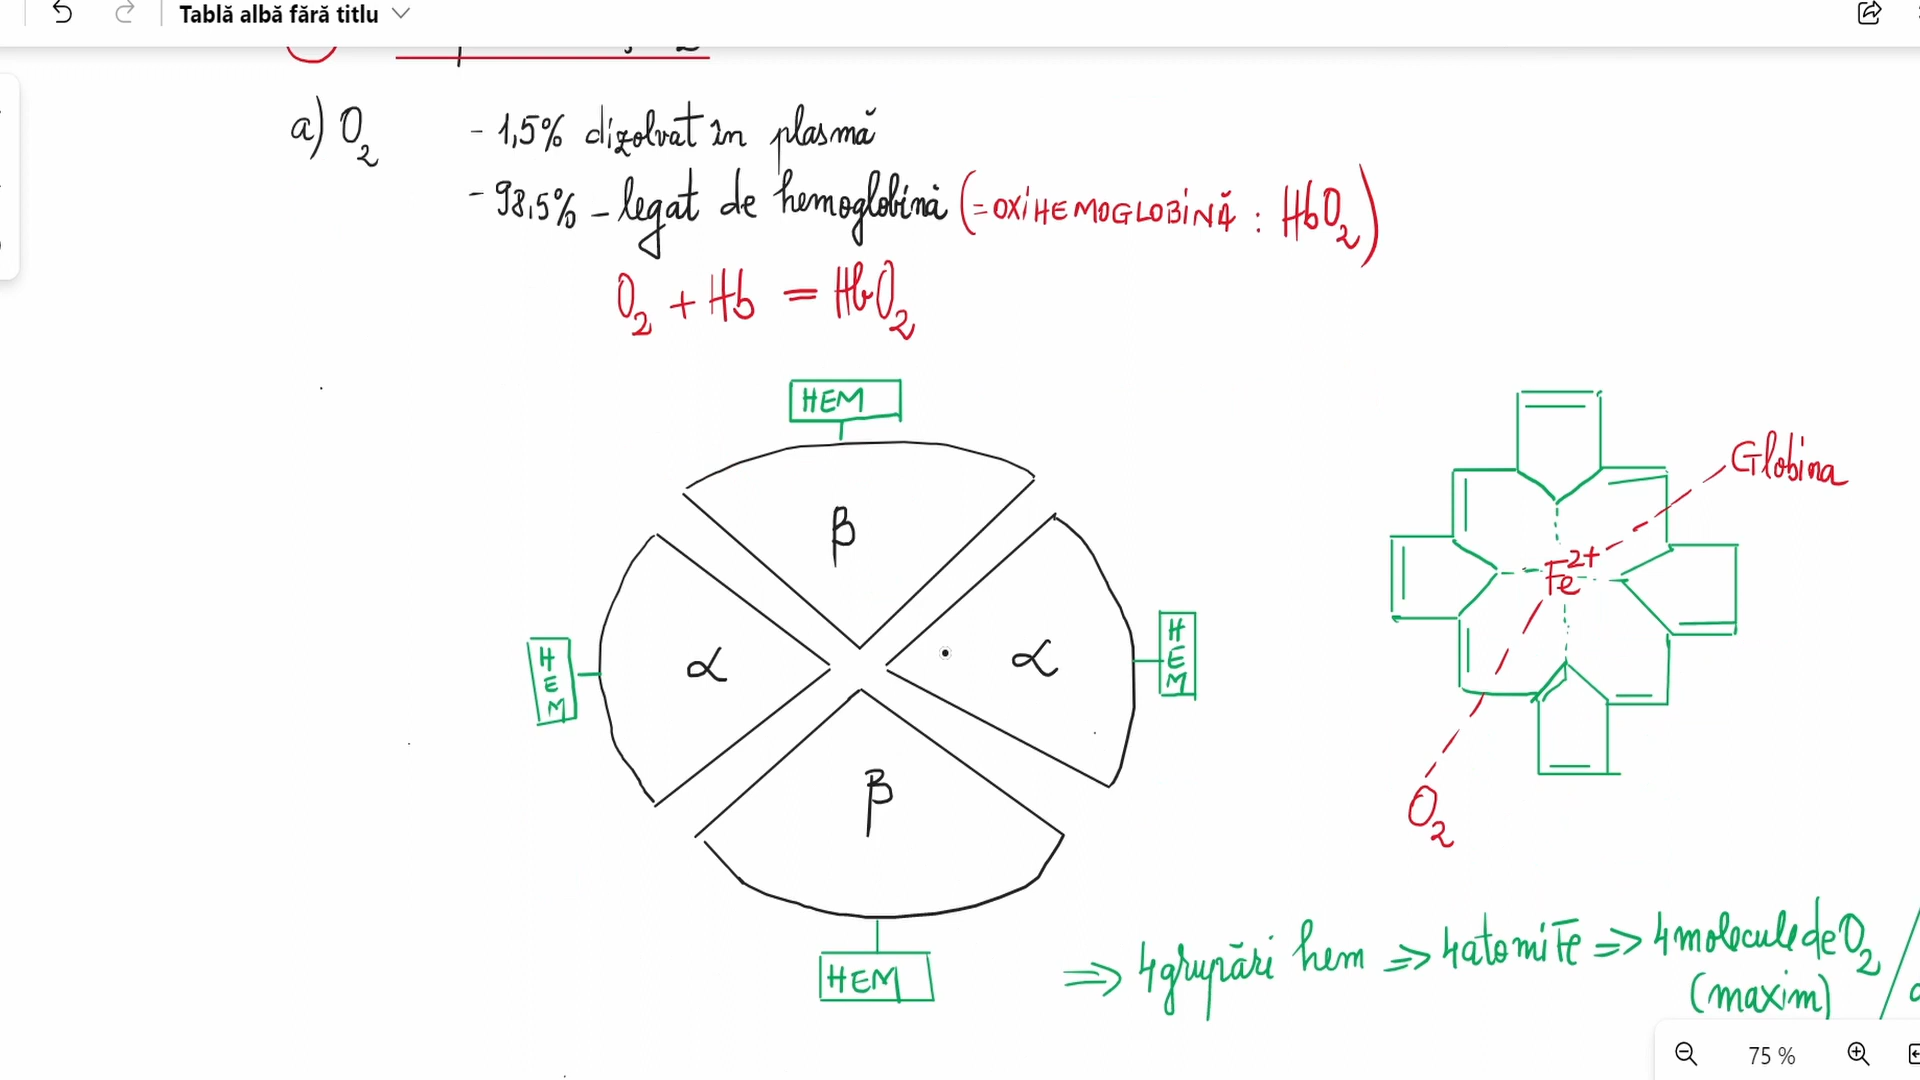 Tablă albă fără titlu
a) O2 - 1,5% dizolvat în plasmă
- 98,5% - legat de hemoglobină (= OXiHEMOGLOBiNĂ : HbO2)
O2 + Hb = HbO2
HEM
β
Globina
Fe2+
α
α
HEM
HEM
β
O2
HEM
⇒ 4 grupări hem ⇒ 4 atomi Fe ⇒ 4 molecule de O2 /
(maxim)
75 %